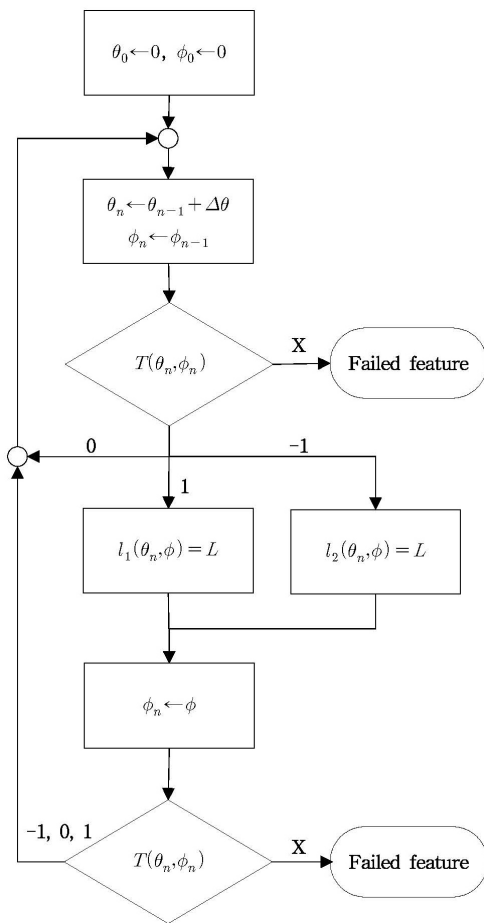 θ₀←0, ϕ₀←0
θₙ←θₙ₋₁+Δθ
ϕₙ←ϕₙ₋₁
T(θₙ,ϕₙ)
X
Failed feature
0
-1
1
l₁(θₙ,ϕ)=L
l₂(θₙ,ϕ)=L
ϕₙ←ϕ
-1, 0, 1
T(θₙ,ϕₙ)
X
Failed feature